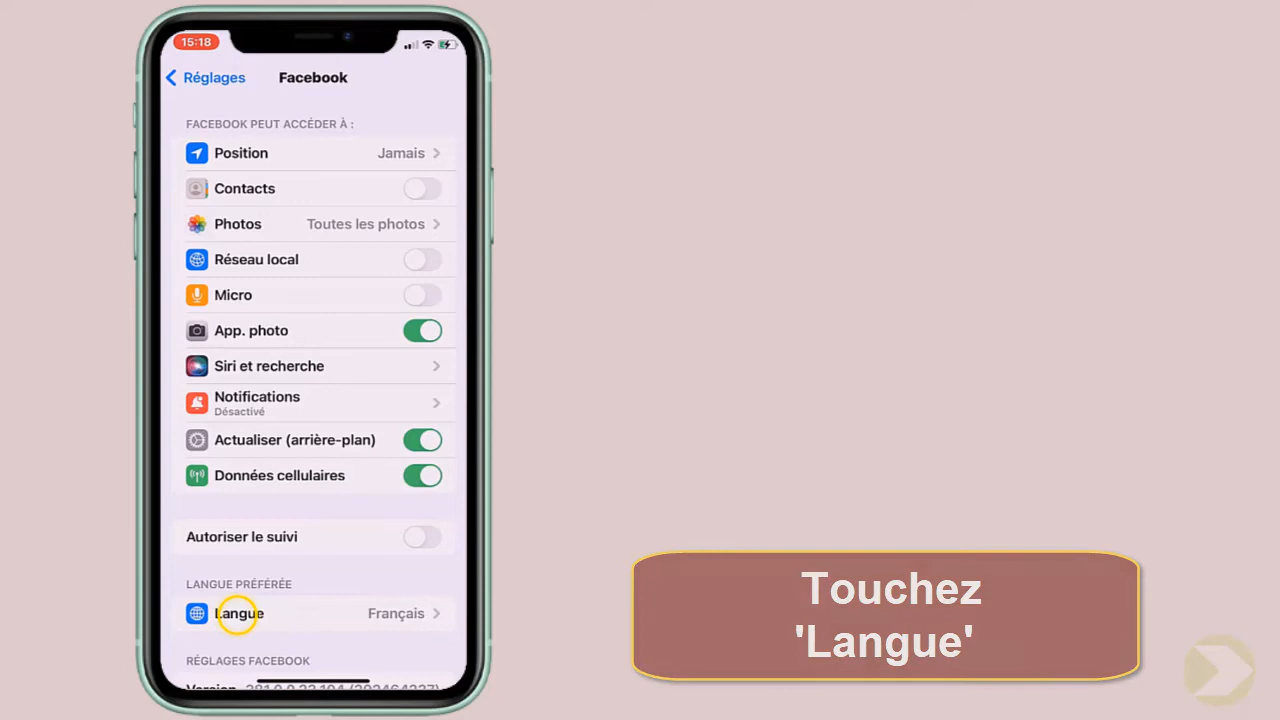 15:18
Réglages Facebook
FACEBOOK PEUT ACCÉDER À :
Position Jamais
Contacts
Photos Toutes les photos
Réseau local
Micro
App. photo
Siri et recherche
Notifications
Désactivé
Actualiser (arrière-plan)
Données cellulaires
Autoriser le suivi
LANGUE PRÉFÉRÉE
Langue Français
RÉGLAGES FACEBOOK
Version
Touchez
'Langue'